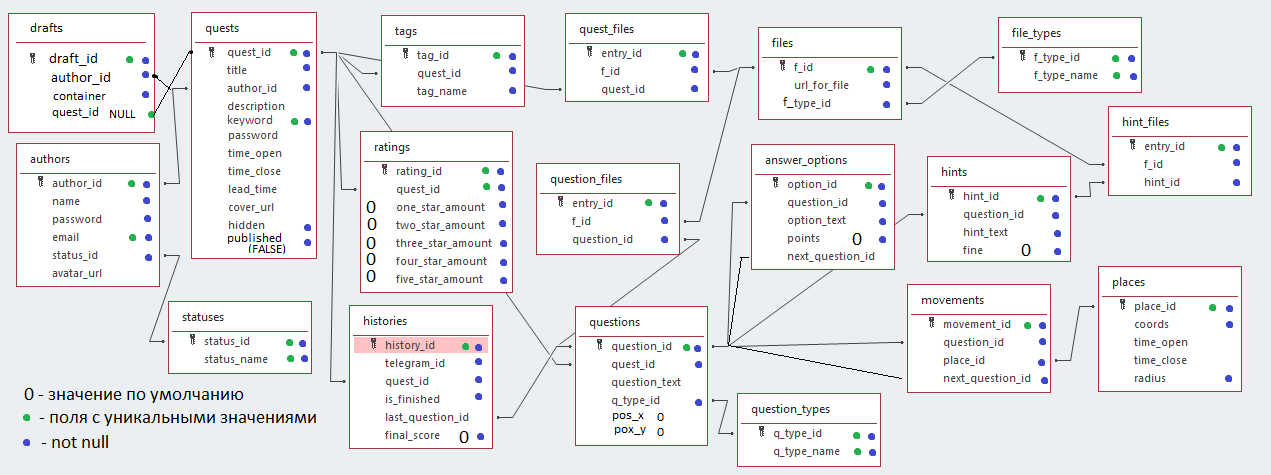 drafts
draft_id
author_id
container
quest_id NULL
authors
author_id
name
password
email
status_id
avatar_url
statuses
status_id
status_name
quests
quest_id
title
author_id
description
keyword
password
time_open
time_close
lead_time
cover_url
hidden
published
(FALSE)
tags
tag_id
quest_id
tag_name
ratings
rating_id
quest_id
0 one_star_amount
0 two_star_amount
0 three_star_amount
0 four_star_amount
0 five_star_amount
histories
history_id
telegram_id
quest_id
is_finished
last_question_id
final_score 0
quest_files
entry_id
f_id
quest_id
question_files
entry_id
f_id
question_id
questions
question_id
quest_id
question_text
q_type_id
pos_x 0
pox_y 0
files
f_id
url_for_file
f_type_id
answer_options
option_id
question_id
option_text
points 0
next_question_id
question_types
q_type_id
q_type_name
file_types
f_type_id
f_type_name
hints
hint_id
question_id
hint_text
fine 0
hint_files
entry_id
f_id
hint_id
movements
movement_id
question_id
place_id
next_question_id
places
place_id
coords
time_open
time_close
radius
0 - значение по умолчанию
- поля с уникальными значениями
- not null